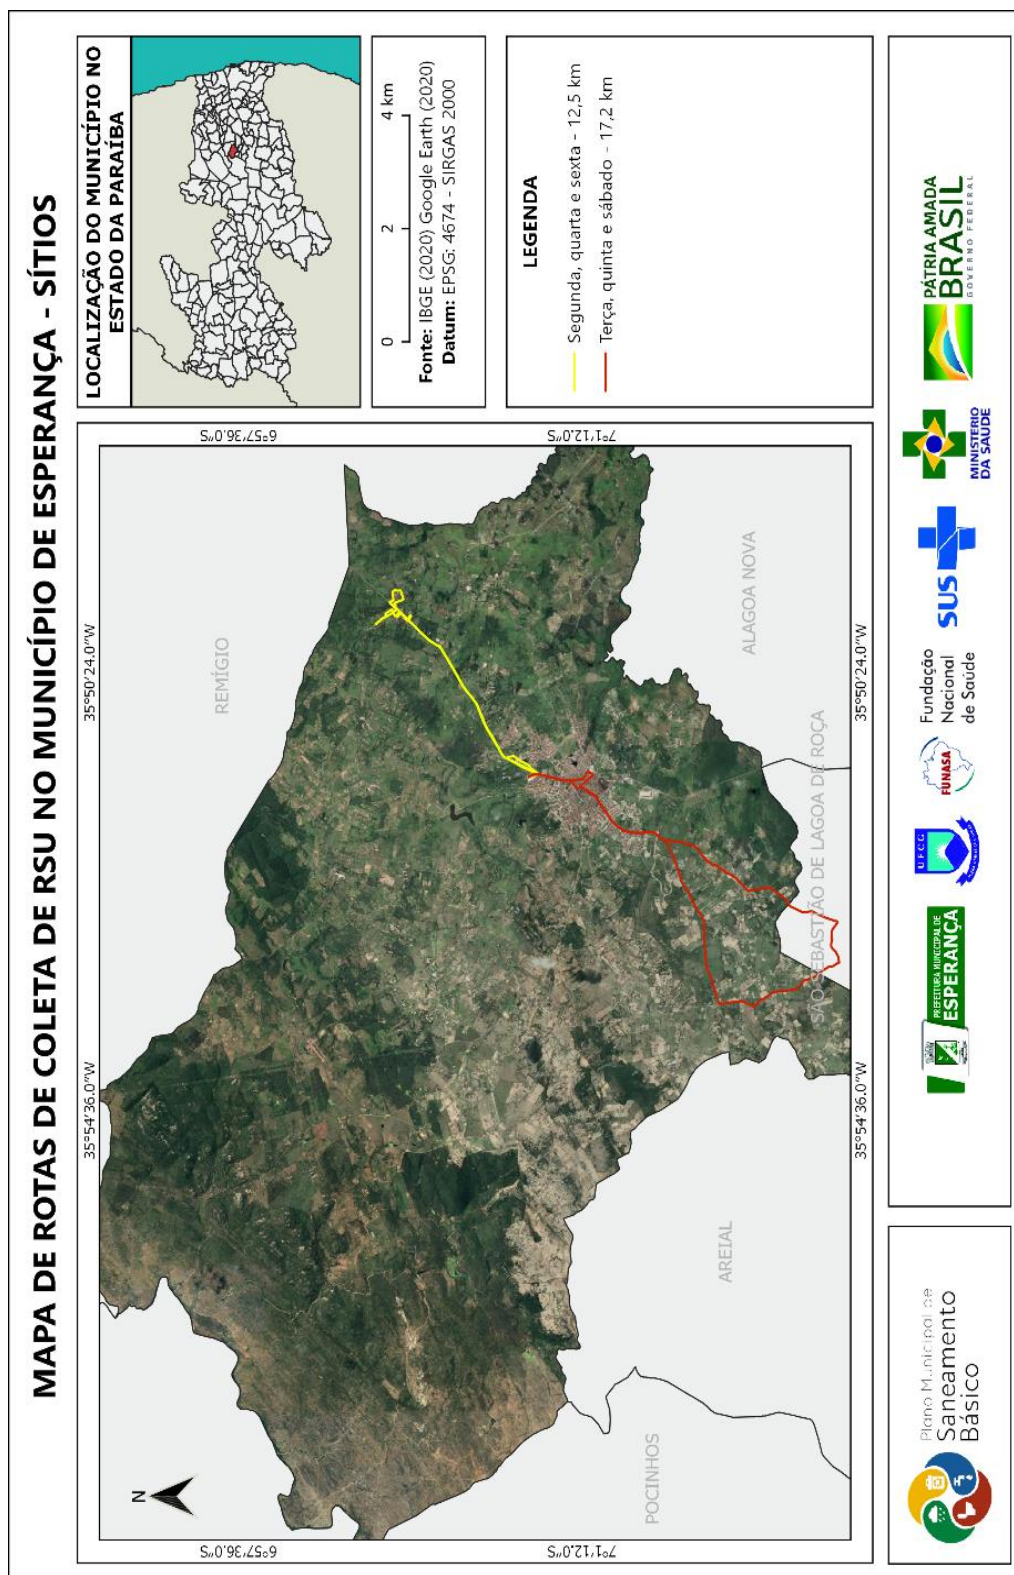 MAPA DE ROTAS DE COLETA DE RSU NO MUNICÍPIO DE ESPERANÇA - SÍTIOS
N
35°54'36.0"W
35°50'24.0"W
6°57'36.0"S
6°57'36.0"S
7°1'12.0"S
7°1'12.0"S
35°54'36.0"W
35°50'24.0"W
REMÍGIO
POCINHOS
AREIAL
SÃO SEBASTIÃO DE LAGOA DE ROÇA
ALAGOA NOVA
LOCALIZAÇÃO DO MUNICÍPIO NO
ESTADO DA PARAÍBA
0 2 4 km
Fonte: IBGE (2020) Google Earth (2020)
Datum: EPSG: 4674 - SIRGAS 2000
LEGENDA
Segunda, quarta e sexta - 12,5 km
Terça, quinta e sábado - 17,2 km
Plano Municipal de
Saneamento
Básico
PREFEITURA MUNICIPAL DE
ESPERANÇA
UFCG
FUNASA
Fundação
Nacional
de Saúde
SUS
MINISTÉRIO
DA SAÚDE
PÁTRIA AMADA
BRASIL
GOVERNO FEDERAL